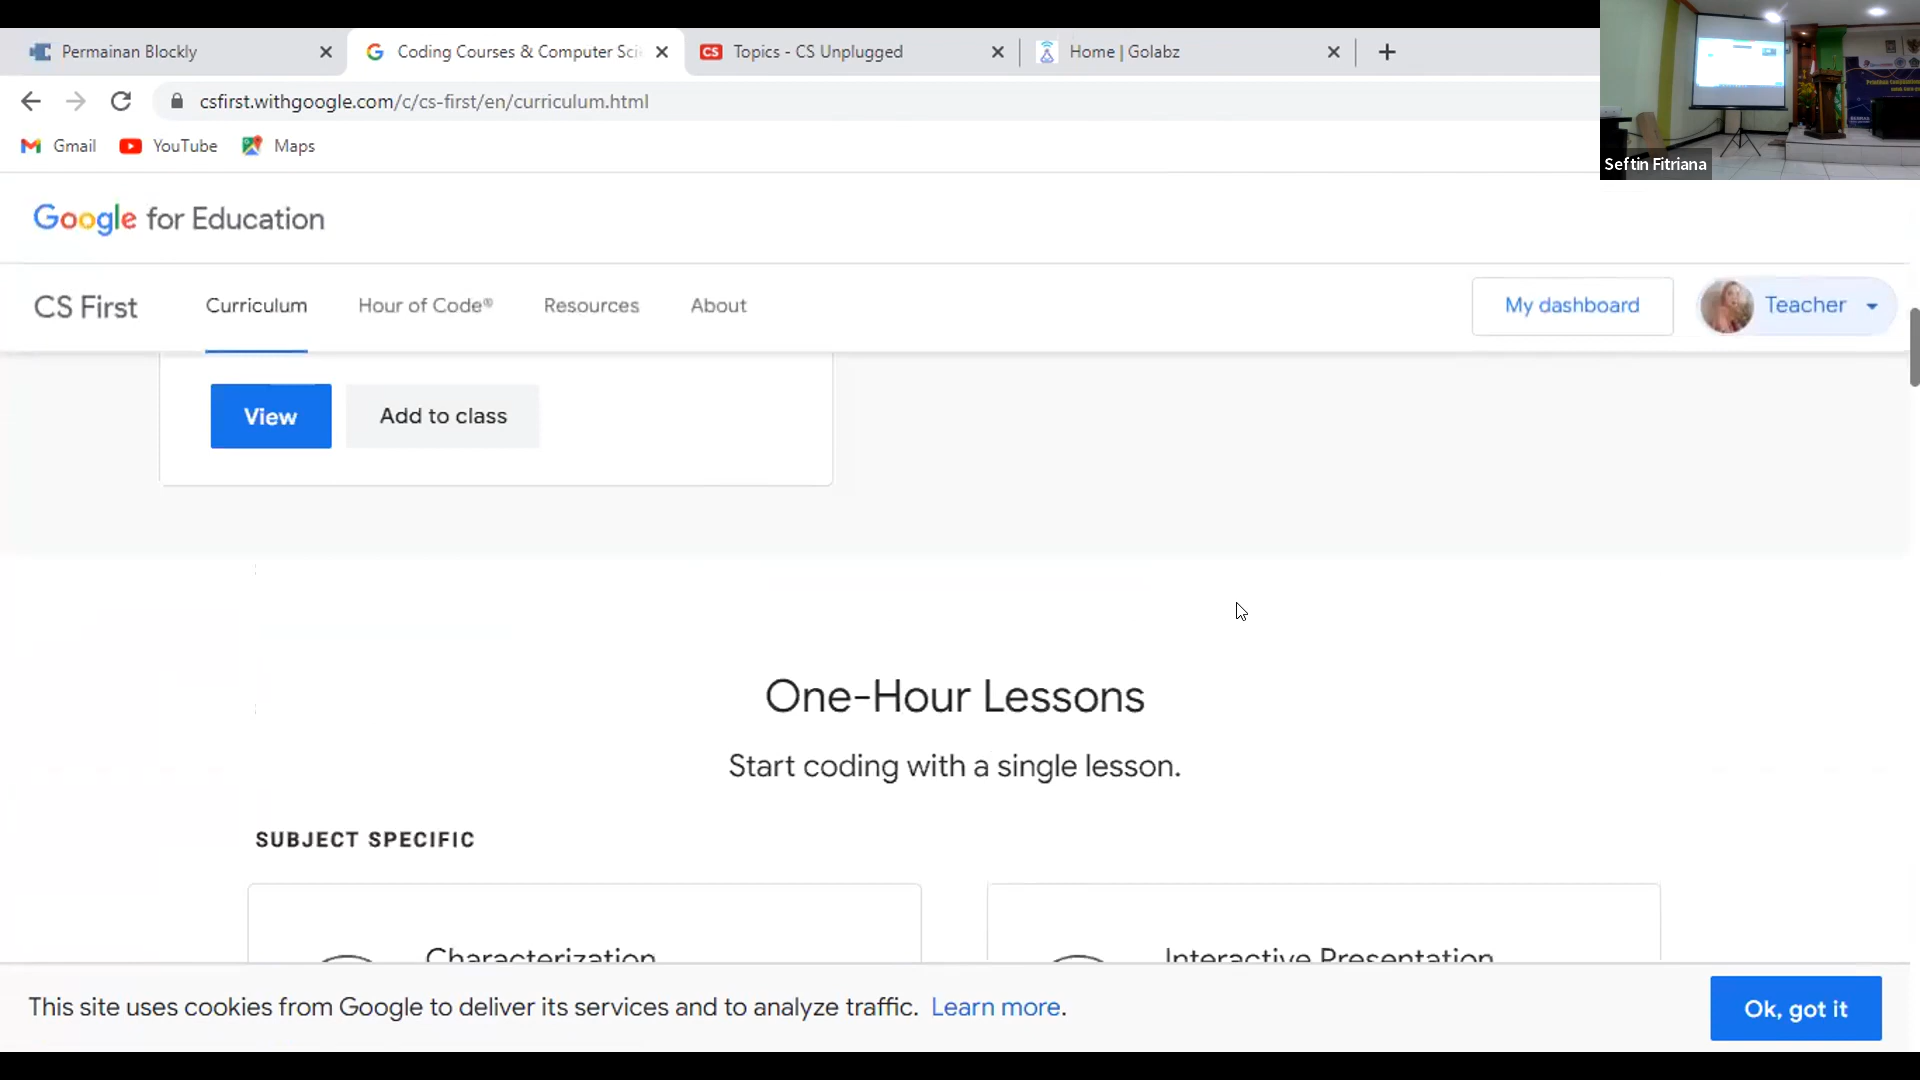 Permainan Blockly
Coding Courses & Computer Sci
Topics - CS Unplugged
Home | Golabz
csfirst.withgoogle.com/c/cs-first/en/curriculum.html
Gmail
YouTube
Maps
Seftin Fitriana
Google for Education
CS First
Curriculum
Hour of Code®
Resources
About
My dashboard
Teacher
View
Add to class
One-Hour Lessons
Start coding with a single lesson.
SUBJECT SPECIFIC
Characterization
Interactive Presentation
This site uses cookies from Google to deliver its services and to analyze traffic. Learn more.
Ok, got it